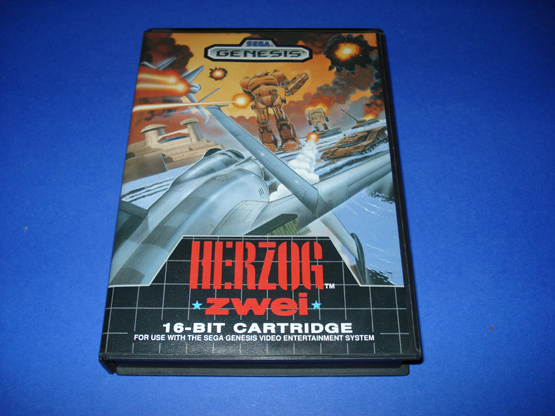 SEGA
GENESIS
HERZOG TM
zwei
16-BIT CARTRIDGE
FOR USE WITH THE SEGA GENESIS VIDEO ENTERTAINMENT SYSTEM